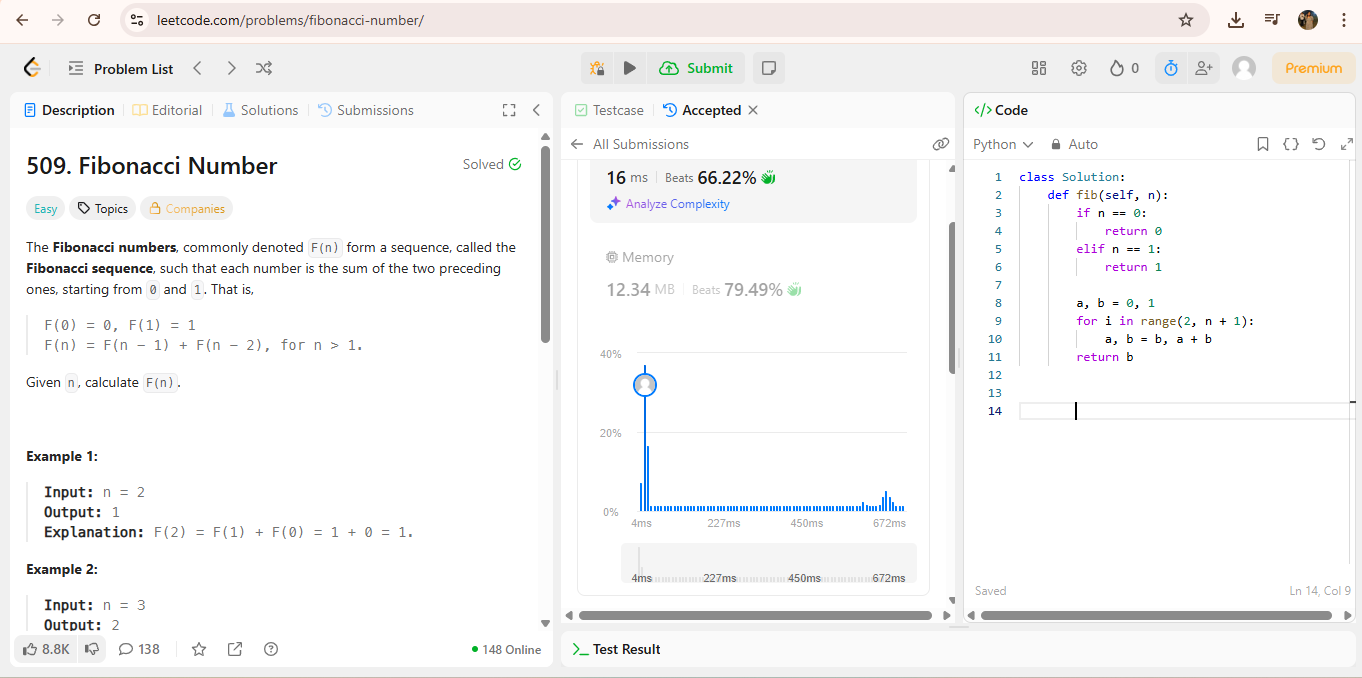 leetcode.com/problems/fibonacci-number/
Problem List
Submit
0
Premium
Description
Editorial
Solutions
Submissions
509. Fibonacci Number
Solved
Easy
Topics
Companies
The Fibonacci numbers, commonly denoted F(n) form a sequence, called the
Fibonacci sequence, such that each number is the sum of the two preceding
ones, starting from 0 and 1. That is,
F(0) = 0, F(1) = 1
F(n) = F(n - 1) + F(n - 2), for n > 1.
Given n, calculate F(n).
Example 1:
Input: n = 2
Output: 1
Explanation: F(2) = F(1) + F(0) = 1 + 0 = 1.
Example 2:
Input: n = 3
Output: 2
8.8K
138
148 Online
Testcase
Accepted
All Submissions
16 ms
Beats 66.22%
Analyze Complexity
Memory
12.34 MB
Beats 79.49%
40%
20%
0%
4ms 227ms 450ms 672ms
4ms 227ms 450ms 672ms
Test Result
</> Code
Python
Auto
1 class Solution:
2 def fib(self, n):
3 if n == 0:
4 return 0
5 elif n == 1:
6 return 1
7
8 a, b = 0, 1
9 for i in range(2, n + 1):
10 a, b = b, a + b
11 return b
12
13
14
Saved
Ln 14, Col 9